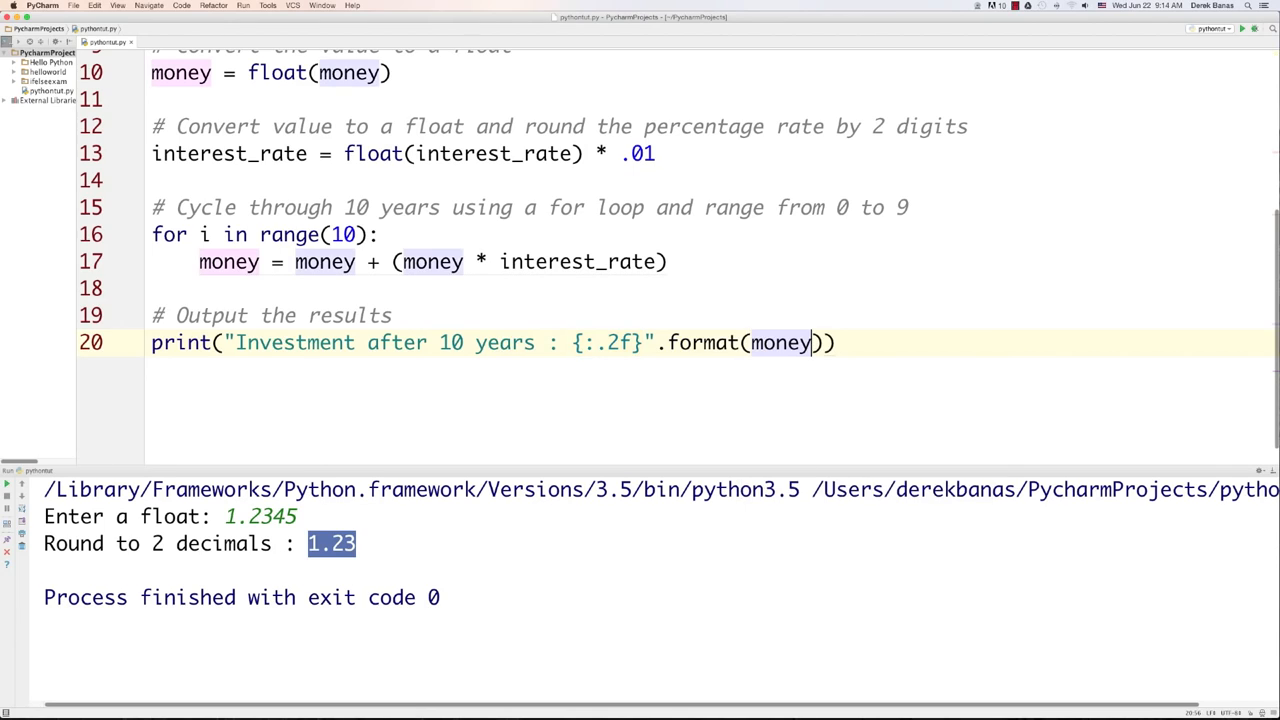 PyCharm File Edit View Navigate Code Refactor Run Tools VCS Window Help 10 Wed Jun 22 9:14 AM Derek Banas
pythontut.py - PycharmProjects - [~/PycharmProjects]
PycharmProjects pythontut.py pythontut
pythontut.py
PycharmProject
Hello Python
helloworld
ifelseexam
pythontut.py
External Librarie
9 # Convert the value to a float
10 money = float(money)
11
12 # Convert value to a float and round the percentage rate by 2 digits
13 interest_rate = float(interest_rate) * .01
14
15 # Cycle through 10 years using a for loop and range from 0 to 9
16 for i in range(10):
17 money = money + (money * interest_rate)
18
19 # Output the results
20 print("Investment after 10 years : {:.2f}".format(money))
Run pythontut
/Library/Frameworks/Python.framework/Versions/3.5/bin/python3.5 /Users/derekbanas/PycharmProjects/pytho
Enter a float: 1.2345
Round to 2 decimals : 1.23
Process finished with exit code 0
20:56 LF UTF-8